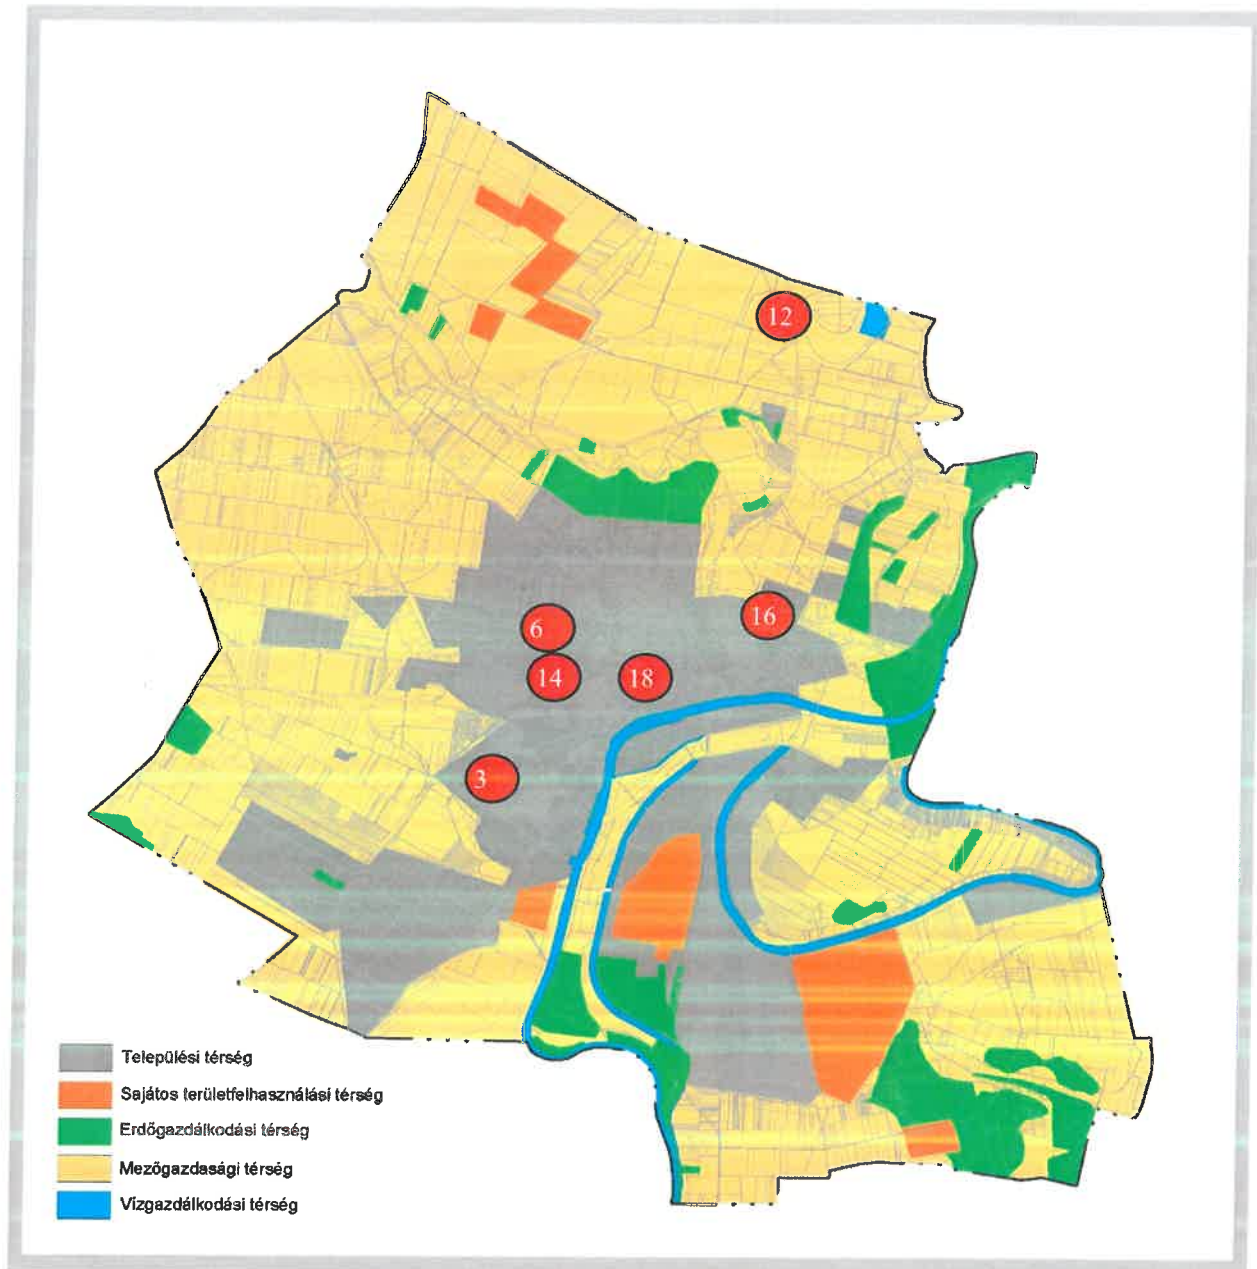 12
6
16
14
18
3
Települési térség
Sajátos területfelhasználási térség
Erdőgazdálkodási térség
Mezőgazdasági térség
Vízgazdálkodási térség